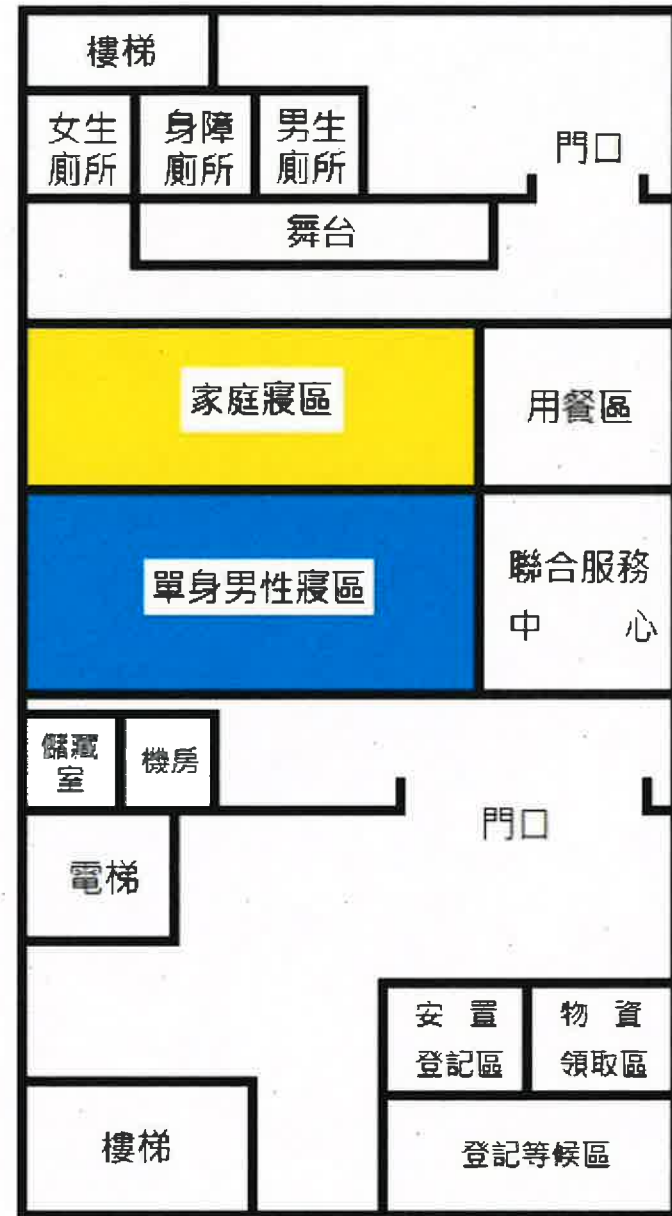 樓梯
女生
廁所
身障
廁所
男生
廁所
門口
舞台
家庭寢區
用餐區
單身男性寢區
聯合服務
中 心
儲藏
室
機房
門口
電梯
安 置
登記區
物 資
領取區
樓梯
登記等候區